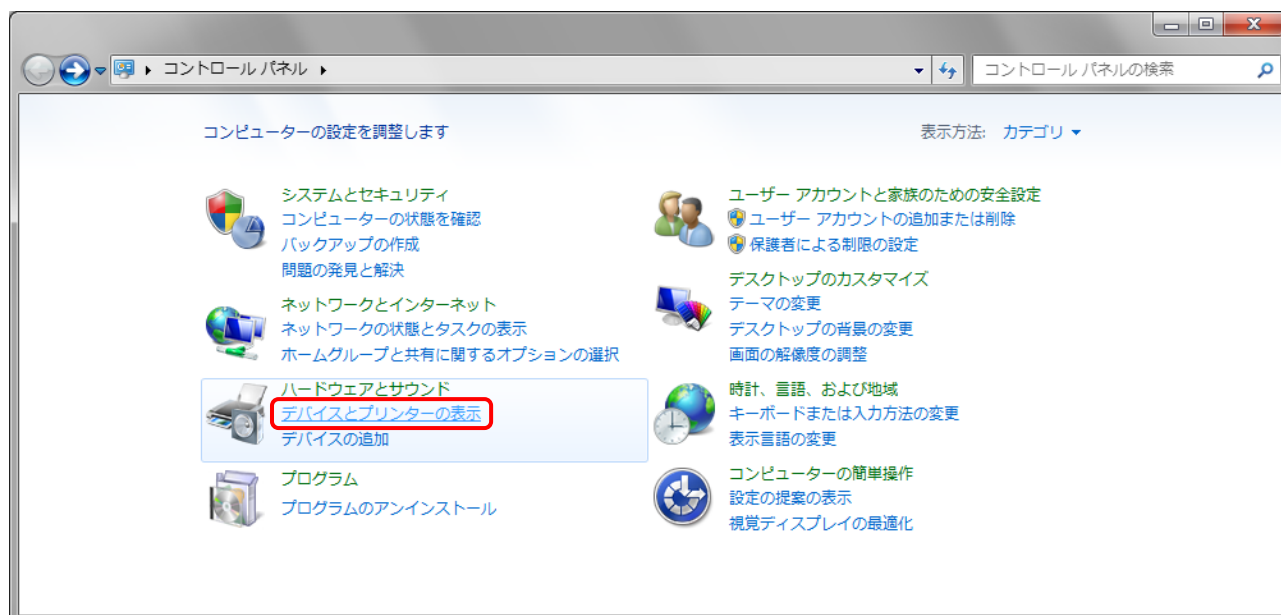 コントロール パネル
コントロール パネルの検索
コンピューターの設定を調整します
表示方法: カテゴリ
システムとセキュリティ
コンピューターの状態を確認
バックアップの作成
問題の発見と解決
ネットワークとインターネット
ネットワークの状態とタスクの表示
ホームグループと共有に関するオプションの選択
ハードウェアとサウンド
デバイスとプリンターの表示
デバイスの追加
プログラム
プログラムのアンインストール
ユーザー アカウントと家族のための安全設定
ユーザー アカウントの追加または削除
保護者による制限の設定
デスクトップのカスタマイズ
テーマの変更
デスクトップの背景の変更
画面の解像度の調整
時計、言語、および地域
キーボードまたは入力方法の変更
表示言語の変更
コンピューターの簡単操作
設定の提案の表示
視覚ディスプレイの最適化